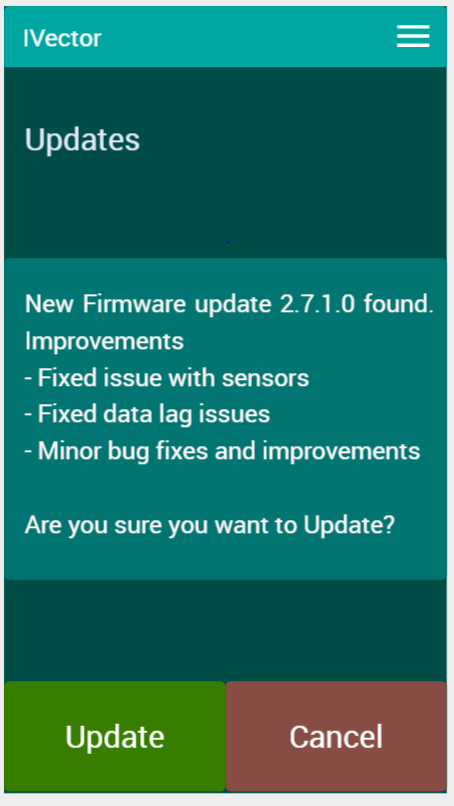 IVector
Updates
New Firmware update 2.7.1.0 found.
Improvements
- Fixed issue with sensors
- Fixed data lag issues
- Minor bug fixes and improvements
Are you sure you want to Update?
Update
Cancel